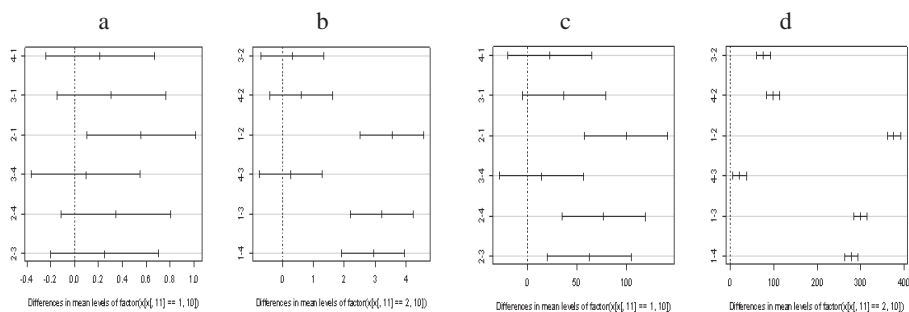 a
b
c
d
4-1
3-1
2-1
3-4
2-4
2-3
-0.4 -0.2 0.0 0.2 0.4 0.6 0.8 1.0
Differences in mean levels of factor(x[x[, 11] == 1, 10])
3-2
4-2
1-2
4-3
1-3
1-4
0 1 2 3 4
Differences in mean levels of factor(x[x[, 11] == 2, 10])
4-1
3-1
2-1
3-4
2-4
2-3
0 50 100
Differences in mean levels of factor(x[x[, 11] == 1, 10])
3-2
4-2
1-2
4-3
1-3
1-4
0 100 200 300 400
Differences in mean levels of factor(x[x[, 11] == 2, 10])